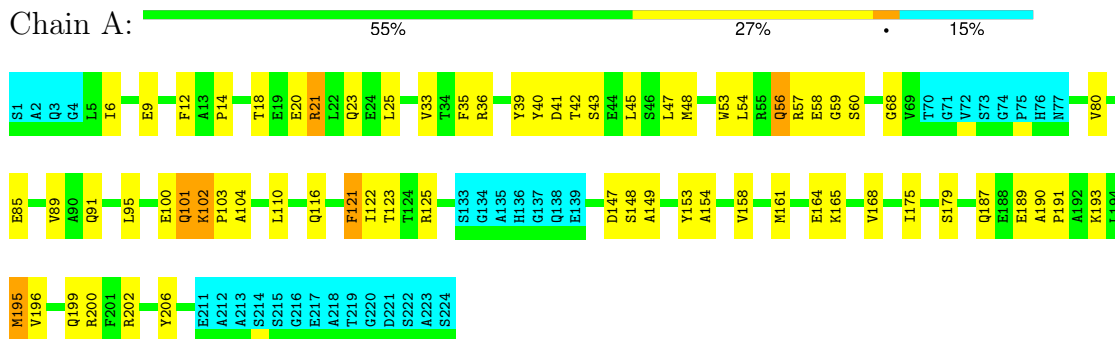 Chain A:
55% 27% • 15%
S1 A2 Q3 G4 L5 I6 E9 F12 A13 P14 T18 E19 E20 R21 L22 Q23 E24 L25 V33 T34 F35 R36 Y39 Y40 D41 T42 S43 E44 L45 S46 L47 M48 W53 L54 R55 Q56 R57 E58 G59 S60 G68 V69 T70 G71 V72 S73 G74 P75 H76 N77 V80
E85 V89 A90 Q91 L95 E100 Q101 K102 P103 A104 L110 Q116 F121 I122 T123 T124 R125 S133 G134 A135 H136 G137 Q138 E139 D147 S148 A149 Y153 A154 V158 M161 E164 K165 V168 I175 S179 Q187 E188 E189 A190 P191 A192 K193 L194
M195 V196 Q199 R200 F201 R202 Y206 E211 A212 A213 S214 S215 G216 E217 A218 T219 G220 D221 S222 A223 S224